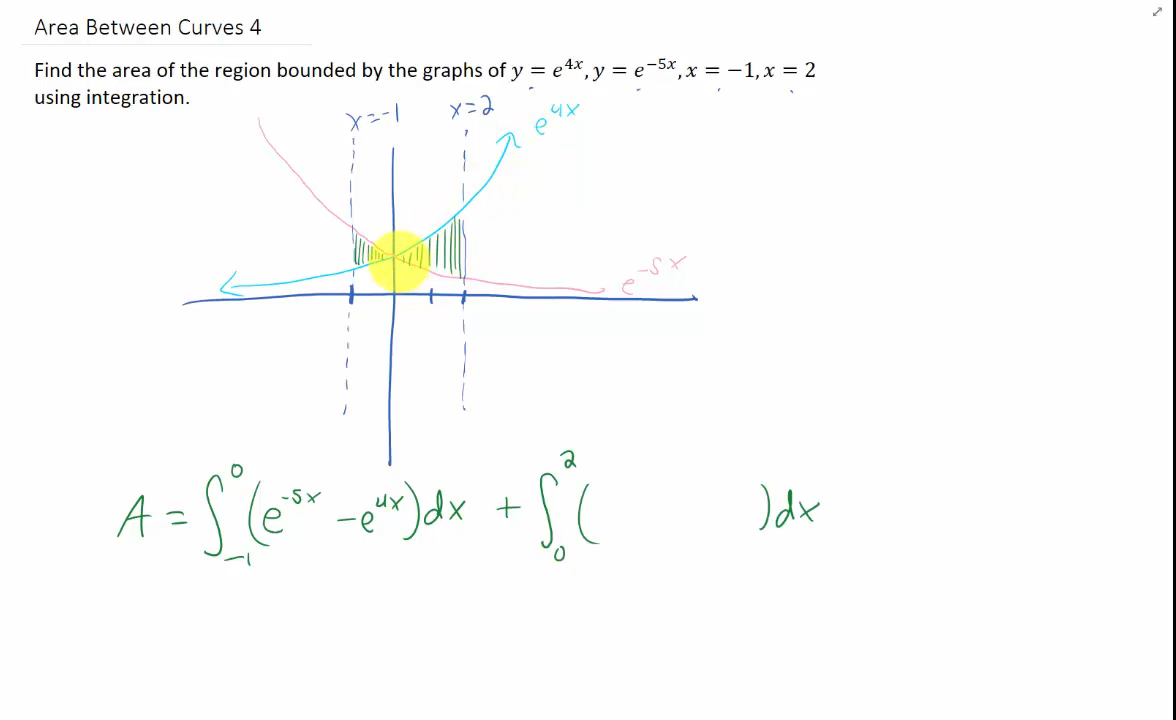 Area Between Curves 4
Find the area of the region bounded by the graphs of y = e^{4x}, y = e^{−5x}, x = −1, x = 2
using integration.
x=-1
x=2
e^{4x}
e^{-5x}
A = ∫_{-1}^{0} (e^{-5x} - e^{4x}) dx + ∫_{0}^{2} (        ) dx